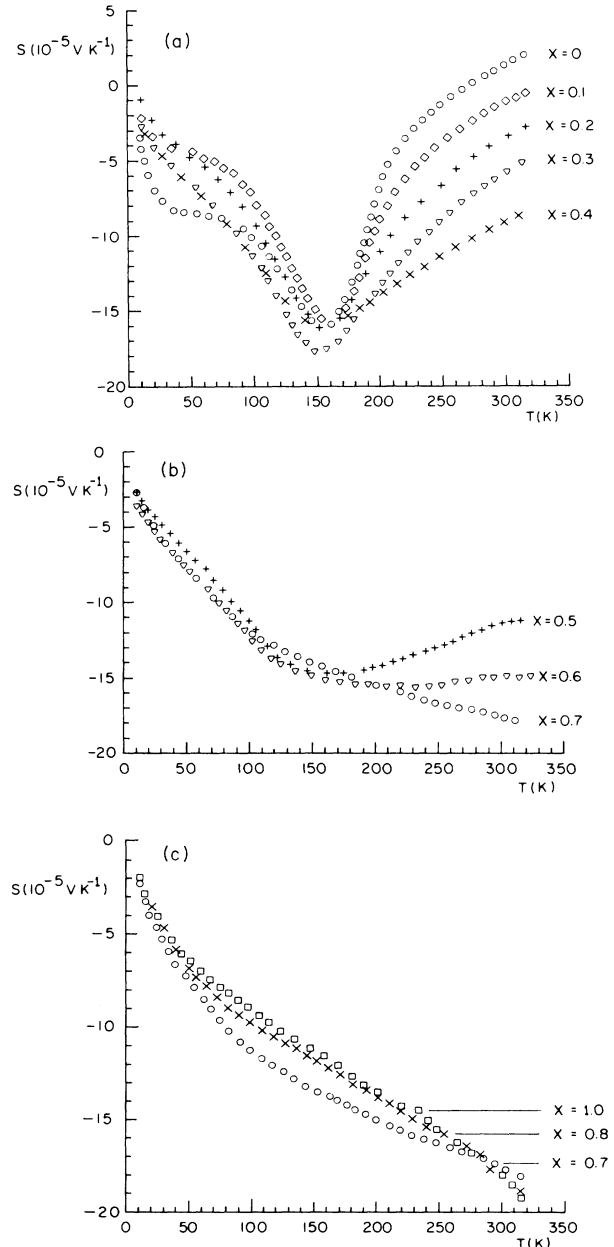 (a)
S(10⁻⁵ V K⁻¹)
0
-5
-10
-15
-20
X = 0
X = 0.1
X = 0.2
X = 0.3
X = 0.4
0 50 100 150 200 250 300 350
T(K)
(b)
S(10⁻⁵ V K⁻¹)
0
-5
-10
-15
-20
X = 0.5
X = 0.6
X = 0.7
0 50 100 150 200 250 300 350
T(K)
(c)
S(10⁻⁵ V K⁻¹)
0
-5
-10
-15
-20
X = 1.0
X = 0.8
X = 0.7
0 50 100 150 200 250 300 350
T(K)